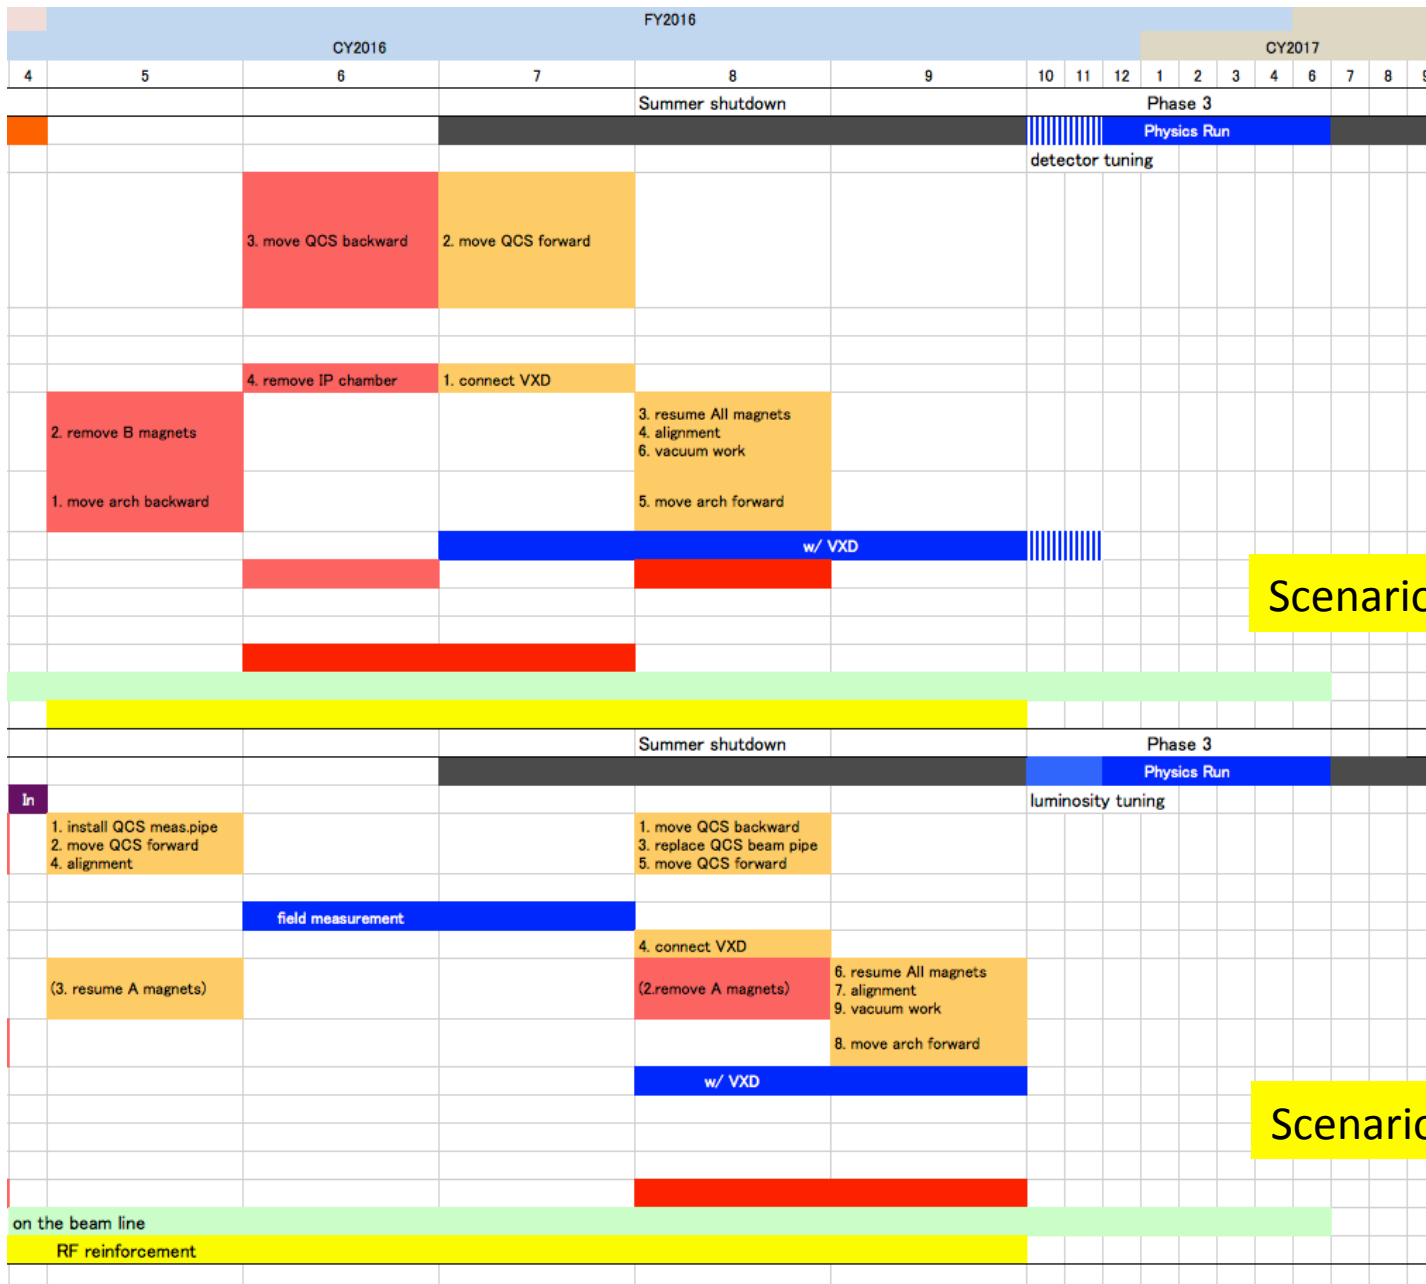 FY2016
CY2016 CY2017
4 5 6 7 8 9 10 11 12 1 2 3 4 6 7 8
Summer shutdown Phase 3
Physics Run
detector tuning
3. move QCS backward 2. move QCS forward
4. remove IP chamber 1. connect VXD
3. resume All magnets
2. remove B magnets 4. alignment
6. vacuum work
1. move arch backward 5. move arch forward
w/ VXD
Scenario
Summer shutdown Phase 3
Physics Run
In luminosity tuning
1. install QCS meas.pipe 1. move QCS backward
2. move QCS forward 3. replace QCS beam pipe
4. alignment 5. move QCS forward
field measurement
4. connect VXD
6. resume All magnets
(3. resume A magnets) (2.remove A magnets) 7. alignment
9. vacuum work
8. move arch forward
w/ VXD
Scenario
on the beam line
RF reinforcement